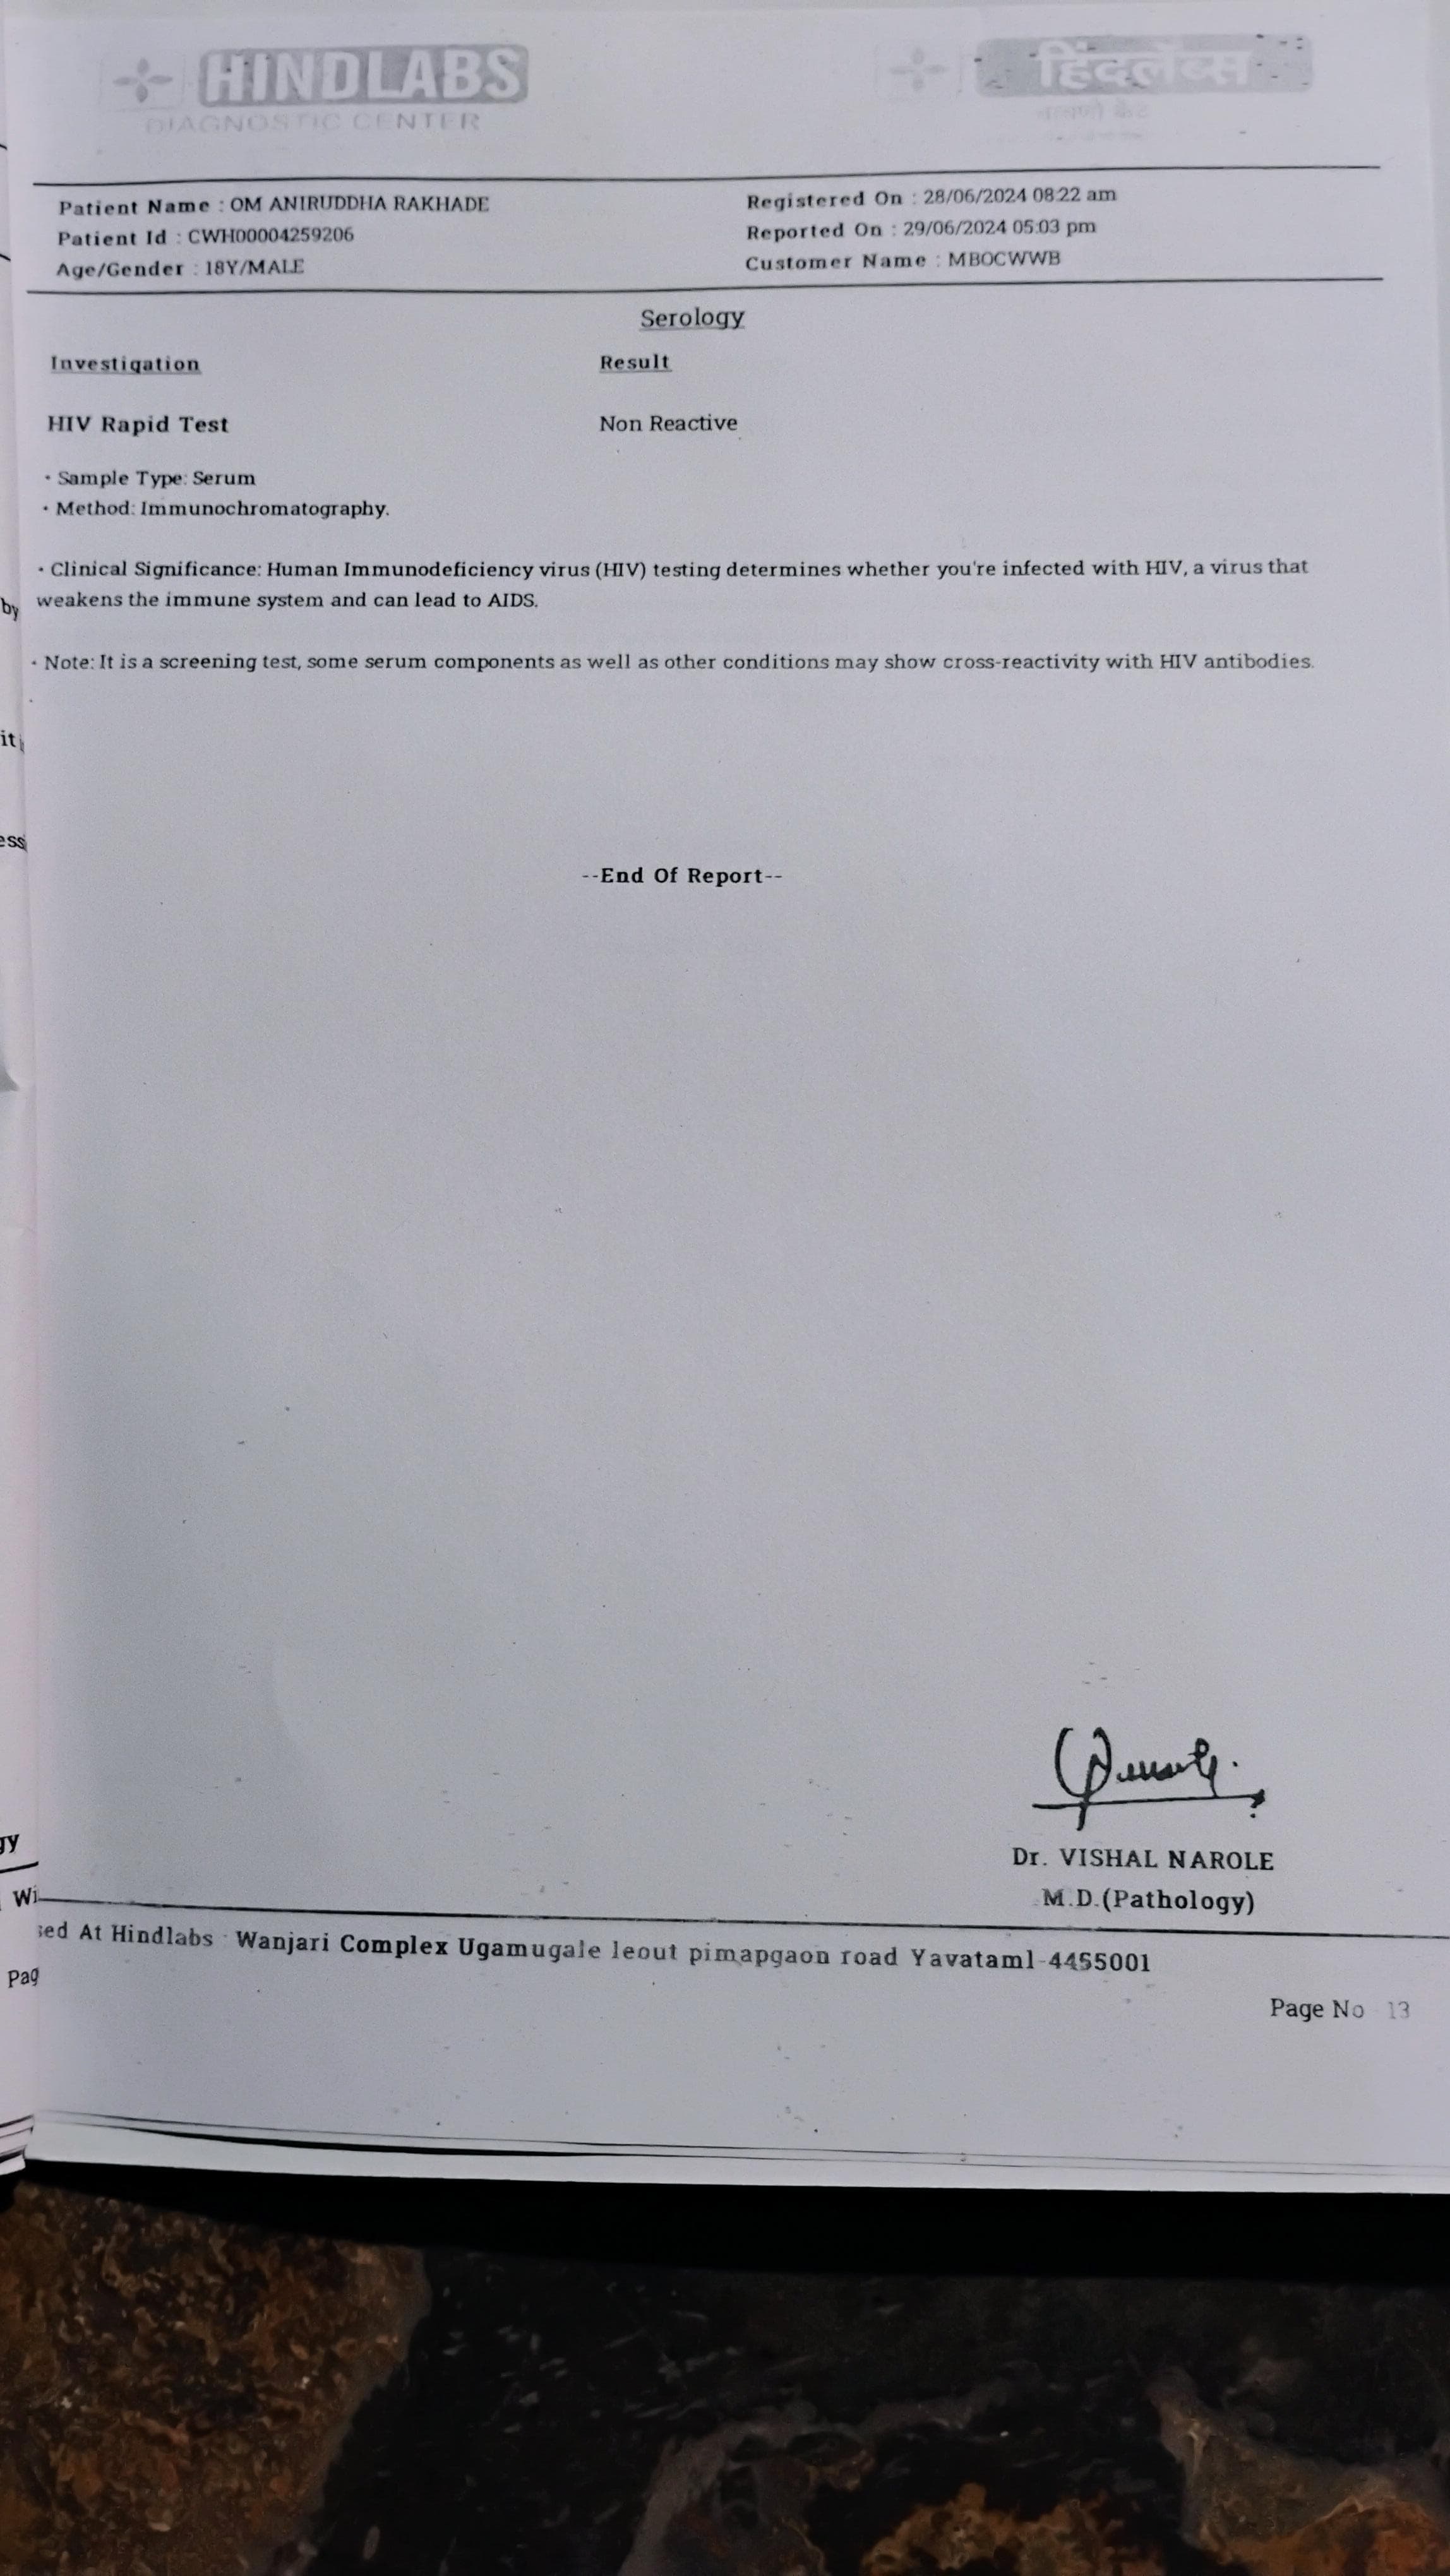 HINDLABS
DIAGNOSTIC CENTER
हिंदलॅब्स
Patient Name : OM ANIRUDDHA RAKHADE
Patient Id : CWH00004259206
Age/Gender : 18Y/MALE
Registered On : 28/06/2024 08:22 am
Reported On : 29/06/2024 05:03 pm
Customer Name : MBOCWWB
Serology
Investigation Result
HIV Rapid Test Non Reactive
• Sample Type: Serum
• Method: Immunochromatography.
• Clinical Significance: Human Immunodeficiency virus (HIV) testing determines whether you're infected with HIV, a virus that
weakens the immune system and can lead to AIDS.
• Note: It is a screening test, some serum components as well as other conditions may show cross-reactivity with HIV antibodies.
by
it
ess
--End Of Report--
Dr. VISHAL NAROLE
M.D.(Pathology)
gy
Wi
sed At Hindlabs : Wanjari Complex Ugamugale leout pimapgaon road Yavataml-4455001
Pag
Page No 13